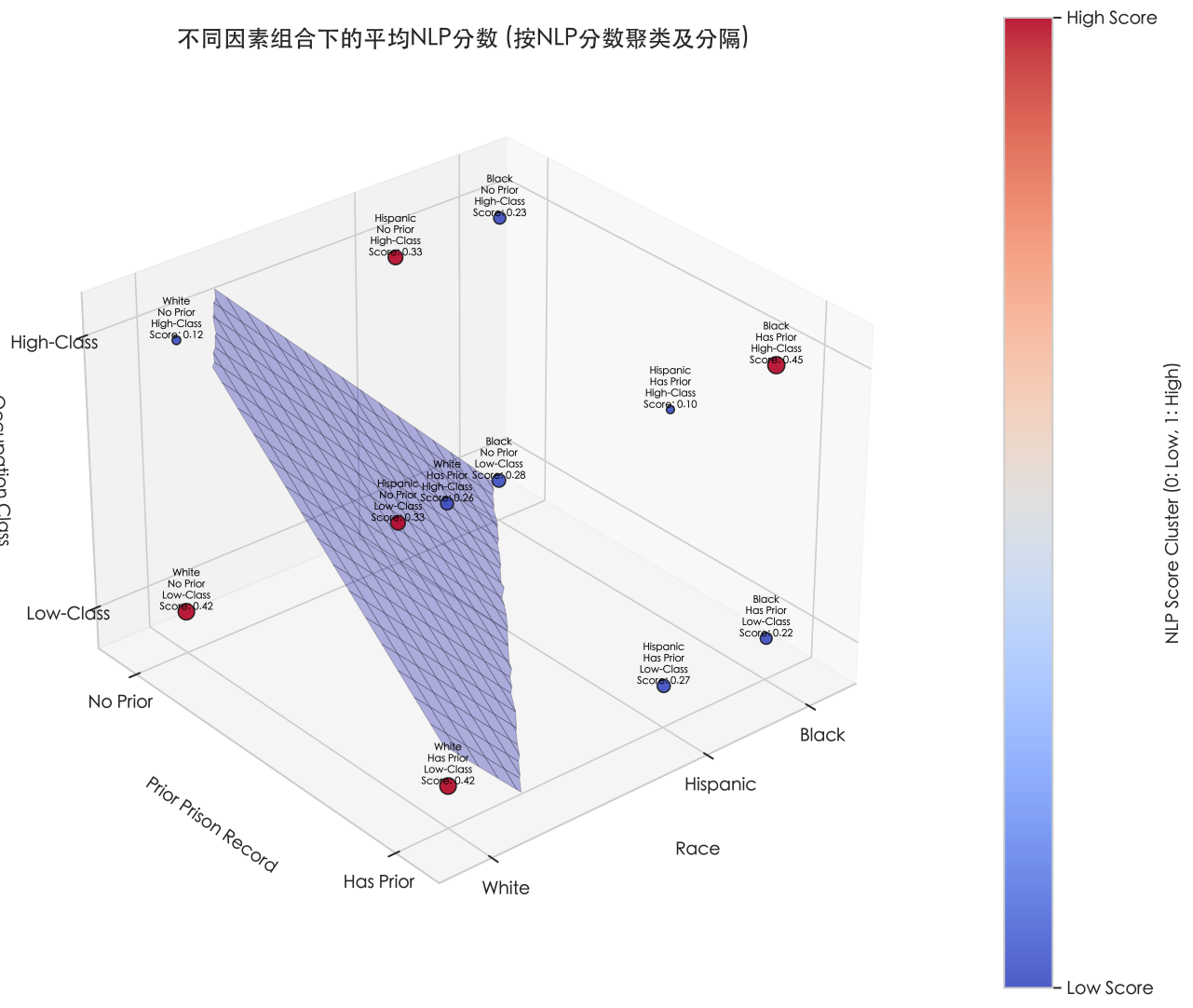 不同因素组合下的平均NLP分数 (按NLP分数聚类及分隔)
High Score
Black
No Prior
High-Class
Score: 0.23
Hispanic
No Prior
High-Class
Score: 0.33
White
No Prior
High-Class
Score: 0.12
Black
Has Prior
High-Class
Score: 0.45
High-Class
Hispanic
Has Prior
High-Class
Score: 0.10
Black
No Prior
Low-Class
Score: 0.28
White
Has Prior
High-Class
Score: 0.26
Hispanic
No Prior
Low-Class
Score: 0.33
Occupation Class
White
No Prior
Low-Class
Score: 0.42
Low-Class
Black
Has Prior
Low-Class
Score: 0.22
Hispanic
Has Prior
Low-Class
Score: 0.27
White
Has Prior
Low-Class
Score: 0.42
No Prior
Has Prior
Prior Prison Record
White
Hispanic
Black
Race
NLP Score Cluster (0: Low, 1: High)
Low Score